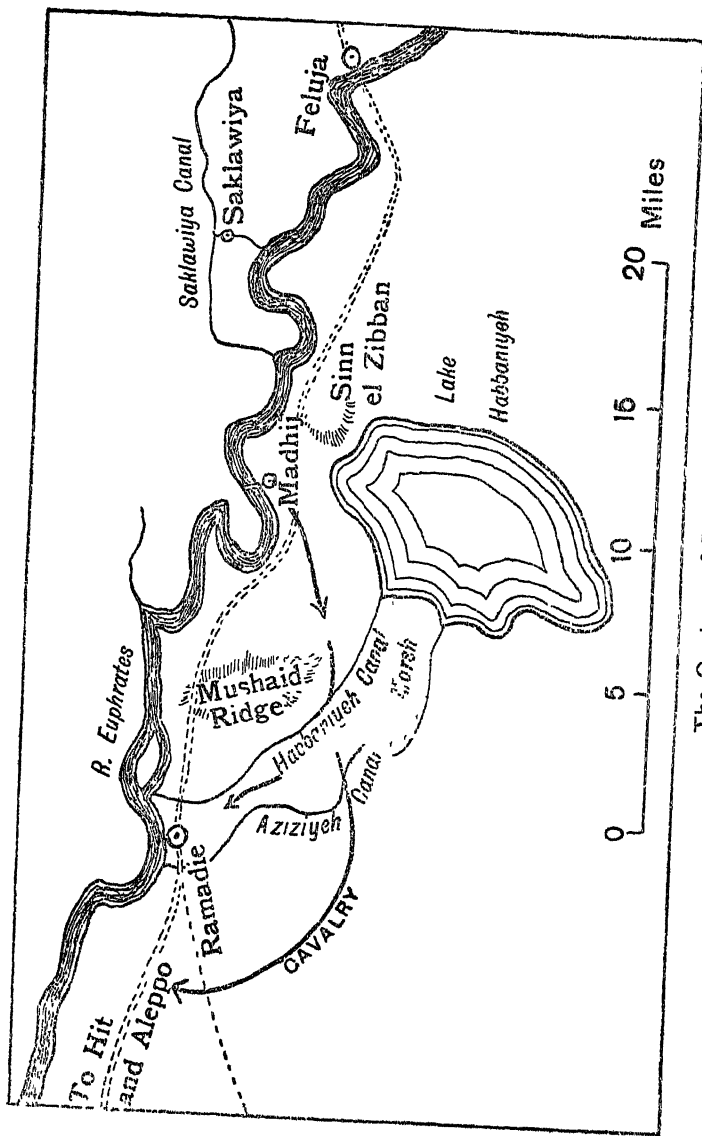 To Hit
and Aleppo
Ramadie
R. Euphrates
CAVALRY
Aziziyeh
Canal
Habbaniyeh Canal
Mushaid
Ridge
Madhij
Sinn
el Zibban
Saklawiya Canal
Saklawiya
Feluja
Lake
Habbaniyeh
0 5 10 15 20 Miles